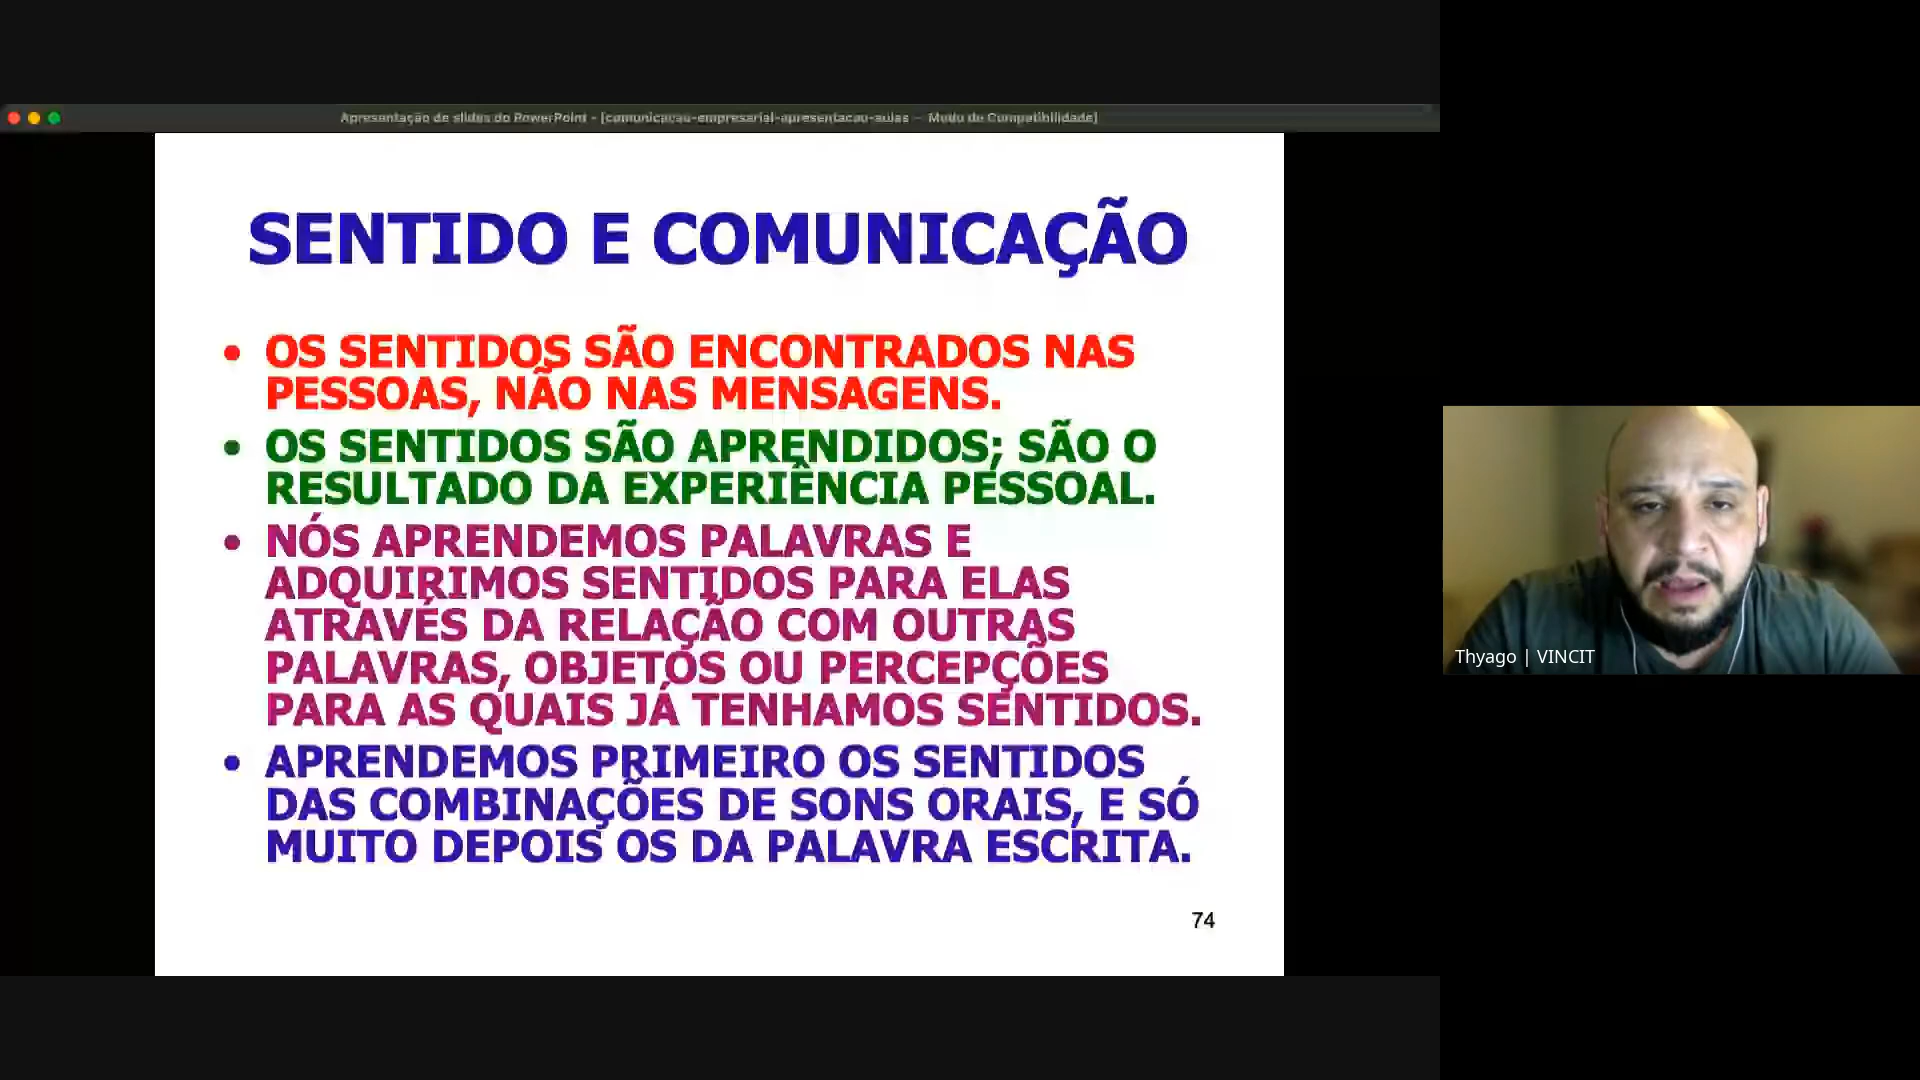 Apresentação de slides do PowerPoint - [comunicacau-empresarial-apresentacau-aulas - Modo de Compatibilidade]
SENTIDO E COMUNICAÇÃO
• OS SENTIDOS SÃO ENCONTRADOS NAS
PESSOAS, NÃO NAS MENSAGENS.
• OS SENTIDOS SÃO APRENDIDOS; SÃO O
RESULTADO DA EXPERIÊNCIA PESSOAL.
• NÓS APRENDEMOS PALAVRAS E
ADQUIRIMOS SENTIDOS PARA ELAS
ATRAVÉS DA RELAÇÃO COM OUTRAS
PALAVRAS, OBJETOS OU PERCEPÇÕES
PARA AS QUAIS JÁ TENHAMOS SENTIDOS.
• APRENDEMOS PRIMEIRO OS SENTIDOS
DAS COMBINAÇÕES DE SONS ORAIS, E SÓ
MUITO DEPOIS OS DA PALAVRA ESCRITA.
74
Thyago | VINCIT